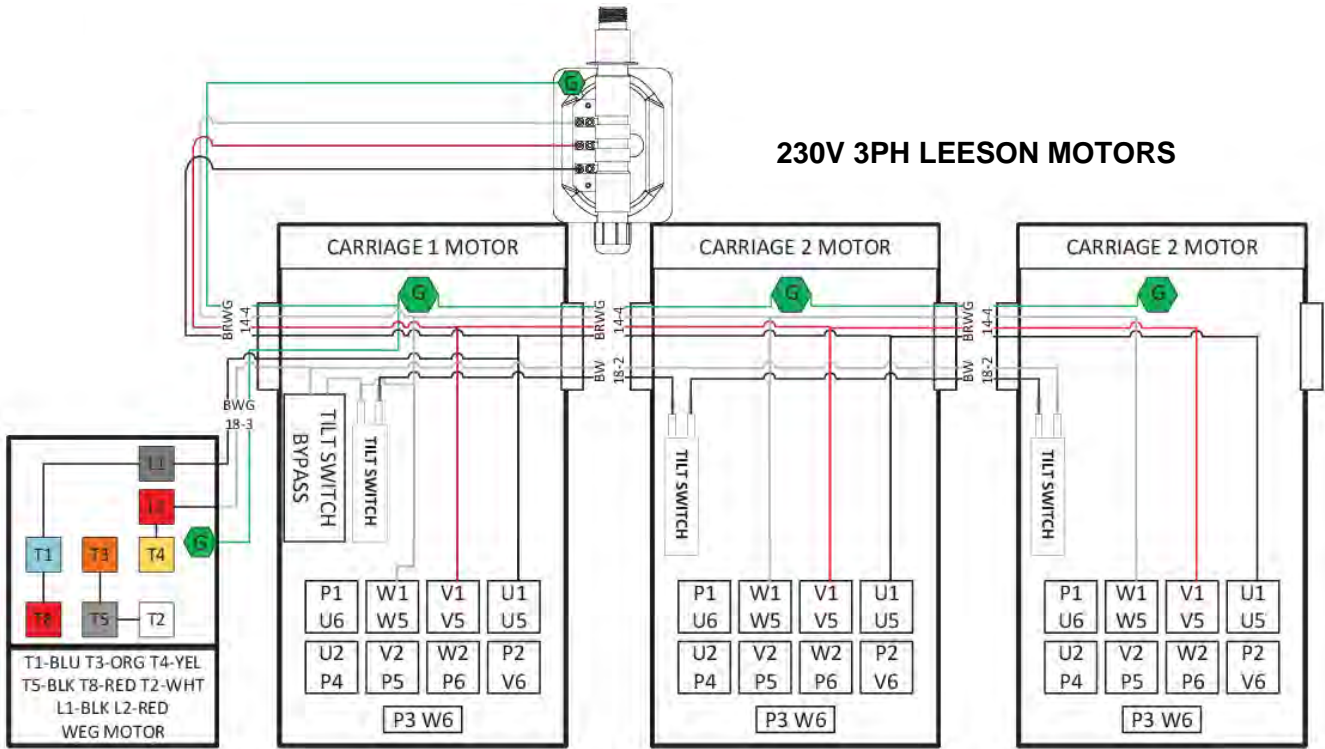 G
230V 3PH LEESON MOTORS
CARRIAGE 1 MOTOR
CARRIAGE 2 MOTOR
CARRIAGE 2 MOTOR
G
G
G
BRWG
14-4
BRWG
14-4
BRWG
14-4
BW
18-2
BW
18-2
BWG
18-3
TILT SWITCH
BYPASS
TILT SWITCH
TILT SWITCH
TILT SWITCH
L1
G
T1
T3
T4
T8
T5
T2
T1-BLU T3-ORG T4-YEL
T5-BLK T8-RED T2-WHT
L1-BLK L2-RED
WEG MOTOR
P1 W1 V1 U1
U6 W5 V5 U5
U2 V2 W2 P2
P4 P5 P6 V6
P3 W6
P1 W1 V1 U1
U6 W5 V5 U5
U2 V2 W2 P2
P4 P5 P6 V6
P3 W6
P1 W1 V1 U1
U6 W5 V5 U5
U2 V2 W2 P2
P4 P5 P6 V6
P3 W6